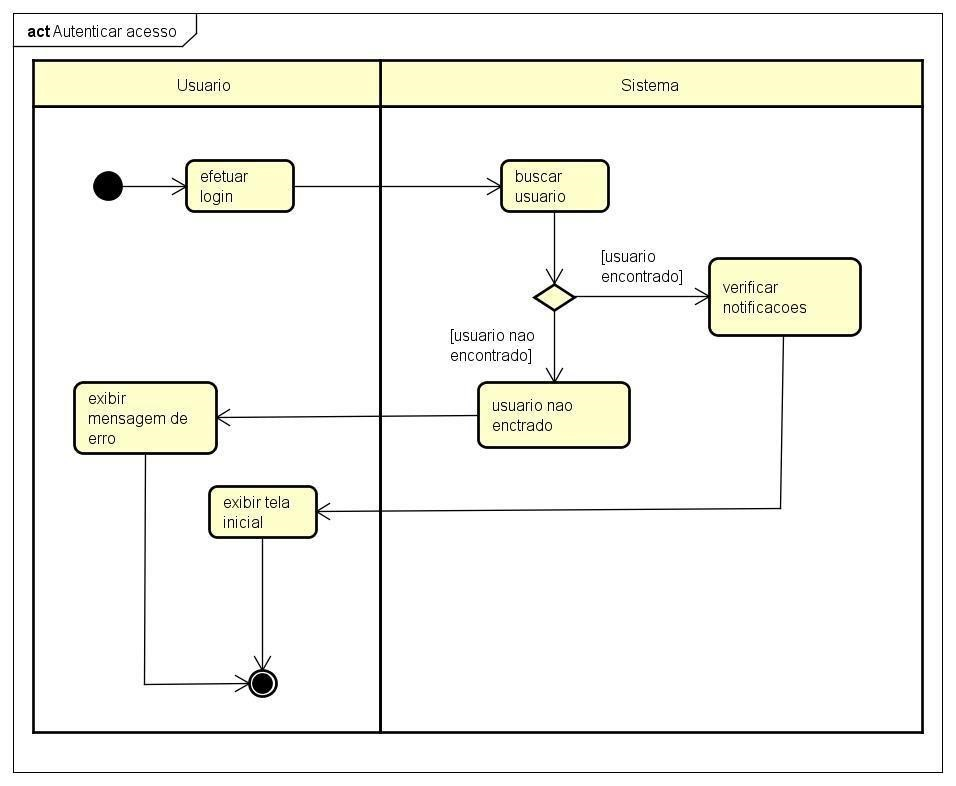 act Autenticar acesso
Usuario
Sistema
efetuar
login
buscar
usuario
[usuario
encontrado]
verificar
notificacoes
[usuario nao
encontrado]
usuario nao
enctrado
exibir
mensagem de
erro
exibir tela
inicial